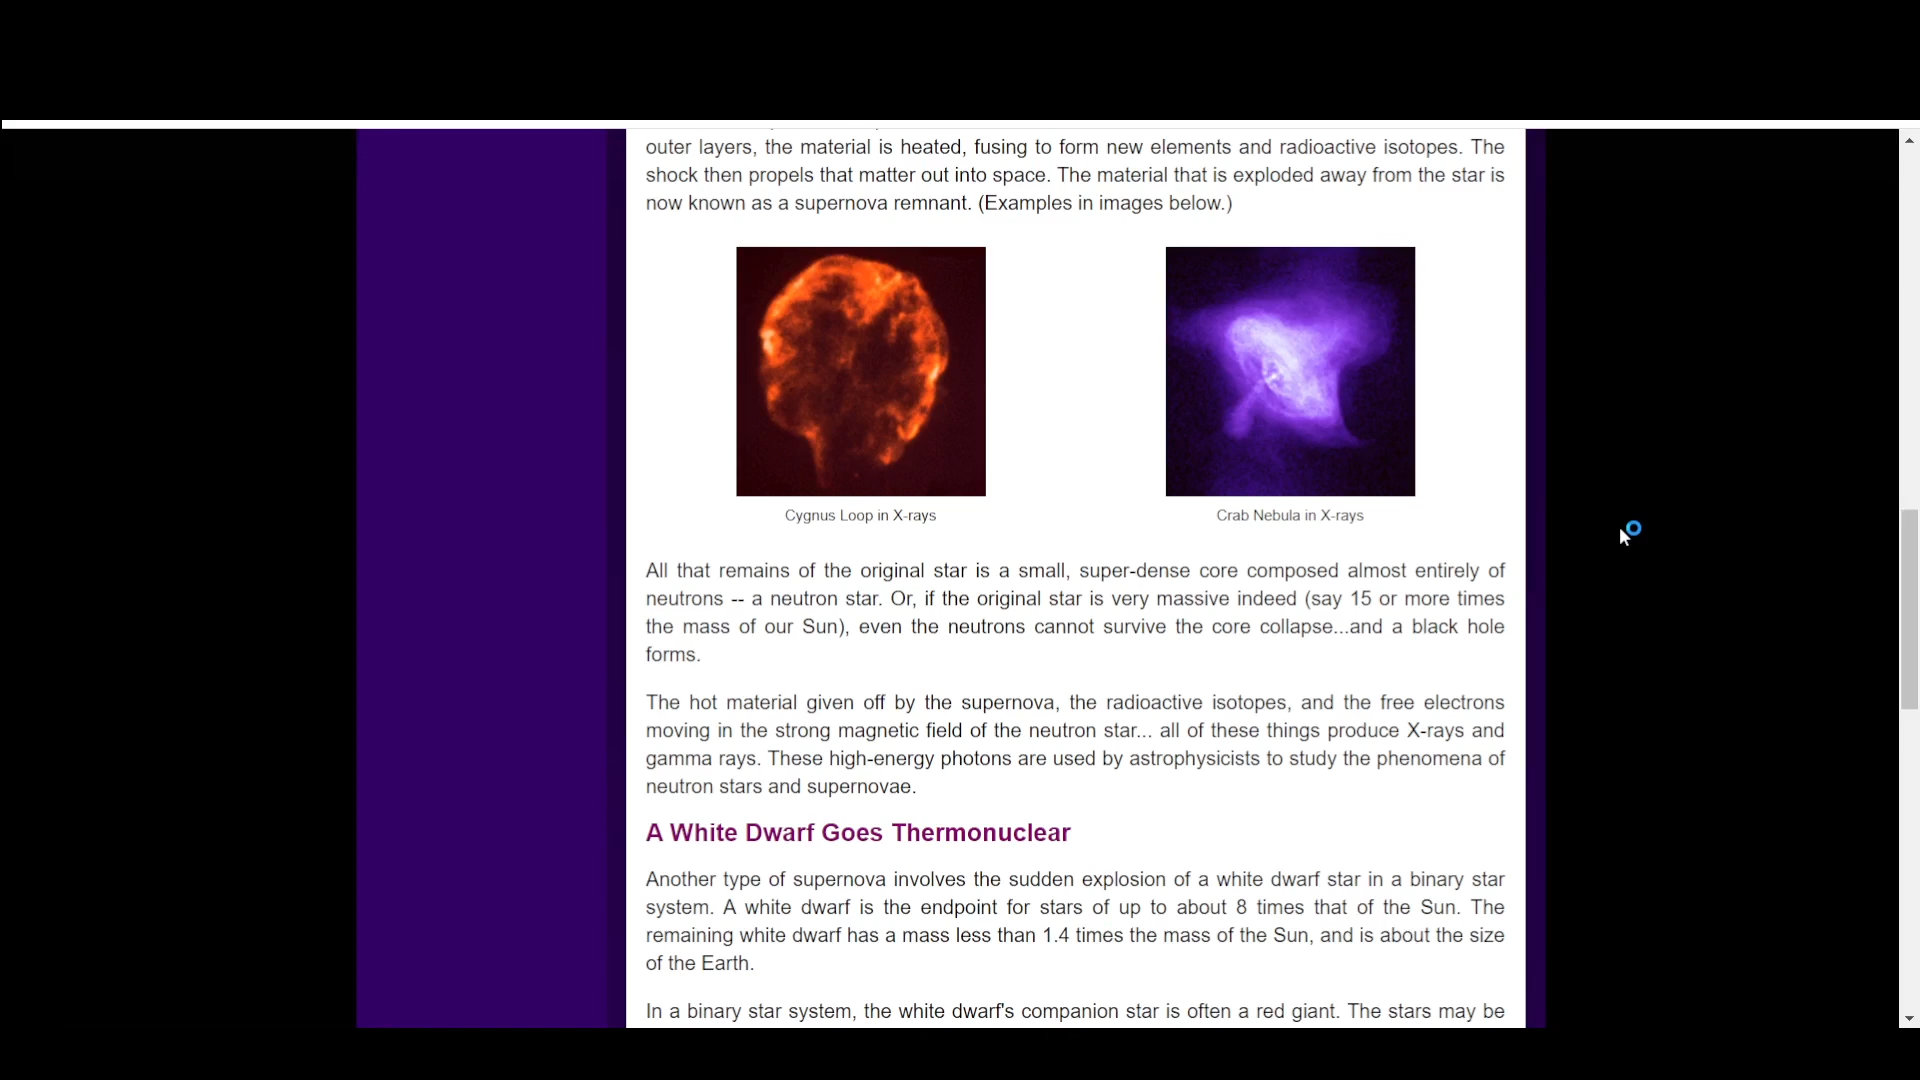 outer layers, the material is heated, fusing to form new elements and radioactive isotopes. The
shock then propels that matter out into space. The material that is exploded away from the star is
now known as a supernova remnant. (Examples in images below.)
Cygnus Loop in X-rays
Crab Nebula in X-rays
All that remains of the original star is a small, super-dense core composed almost entirely of
neutrons -- a neutron star. Or, if the original star is very massive indeed (say 15 or more times
the mass of our Sun), even the neutrons cannot survive the core collapse...and a black hole
forms.
The hot material given off by the supernova, the radioactive isotopes, and the free electrons
moving in the strong magnetic field of the neutron star... all of these things produce X-rays and
gamma rays. These high-energy photons are used by astrophysicists to study the phenomena of
neutron stars and supernovae.
A White Dwarf Goes Thermonuclear
Another type of supernova involves the sudden explosion of a white dwarf star in a binary star
system. A white dwarf is the endpoint for stars of up to about 8 times that of the Sun. The
remaining white dwarf has a mass less than 1.4 times the mass of the Sun, and is about the size
of the Earth.
In a binary star system, the white dwarf's companion star is often a red giant. The stars may be